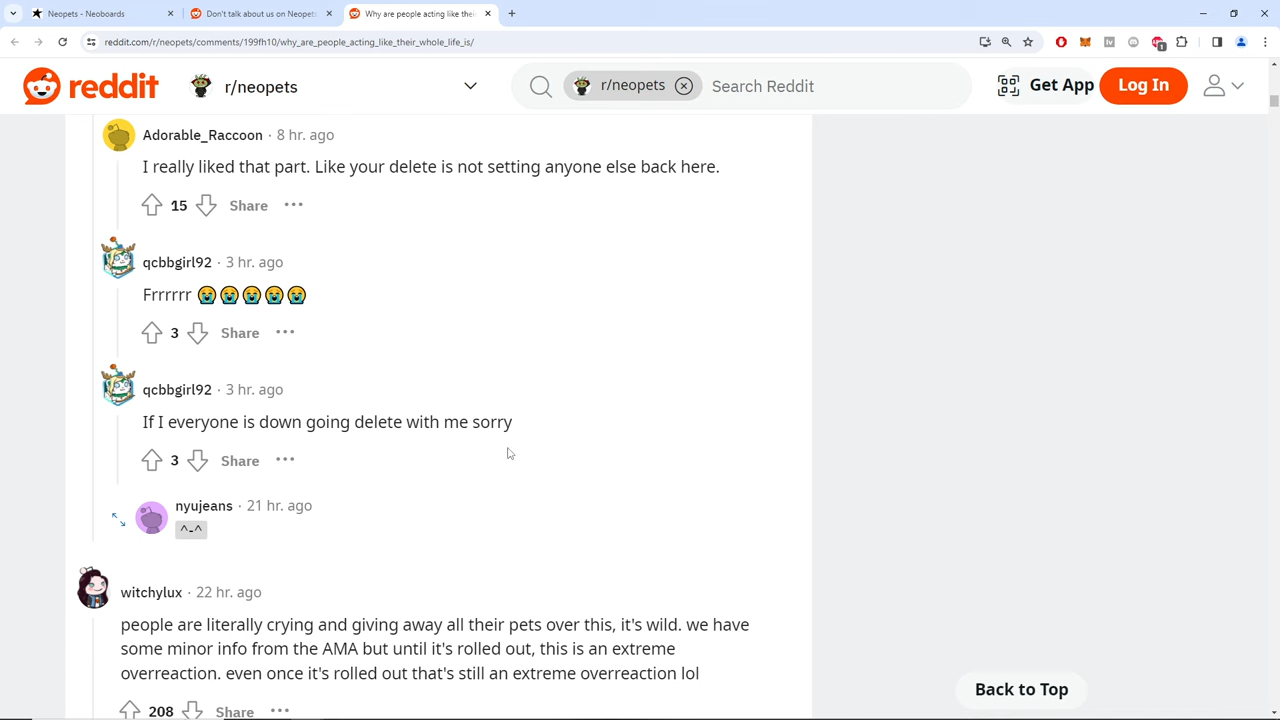 Neopets - Neoboards
Don't talk about us on Neopets
Why are people acting like thei
reddit.com/r/neopets/comments/199fh10/why_are_people_acting_like_their_whole_life_is/
reddit
r/neopets
r/neopets
Search Reddit
Get App
Log In
Adorable_Raccoon · 8 hr. ago
I really liked that part. Like your delete is not setting anyone else back here.
15 Share ...
qcbbgirl92 · 3 hr. ago
Frrrrrr 😭😭😭😭😭
3 Share ...
qcbbgirl92 · 3 hr. ago
If I everyone is down going delete with me sorry
3 Share ...
nyujeans · 21 hr. ago
^-^
witchylux · 22 hr. ago
people are literally crying and giving away all their pets over this, it's wild. we have
some minor info from the AMA but until it's rolled out, this is an extreme
overreaction. even once it's rolled out that's still an extreme overreaction lol
208 Share ...
Back to Top